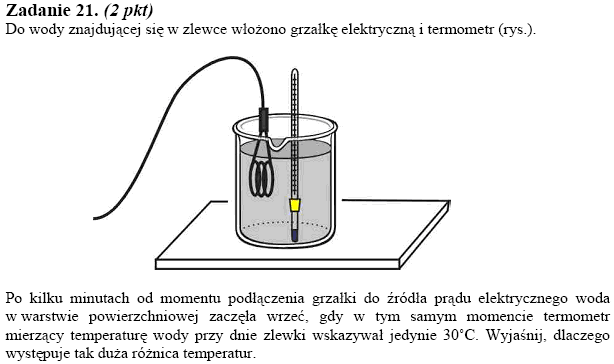 Zadanie 21. (2 pkt)
Do wody znajdującej się w zlewce włożono grzałkę elektryczną i termometr (rys.).
Po kilku minutach od momentu podłączenia grzałki do źródła prądu elektrycznego woda
w warstwie powierzchniowej zaczęła wrzeć, gdy w tym samym momencie termometr
mierzący temperaturę wody przy dnie zlewki wskazywał jedynie 30°C. Wyjaśnij, dlaczego
występuje tak duża różnica temperatur.